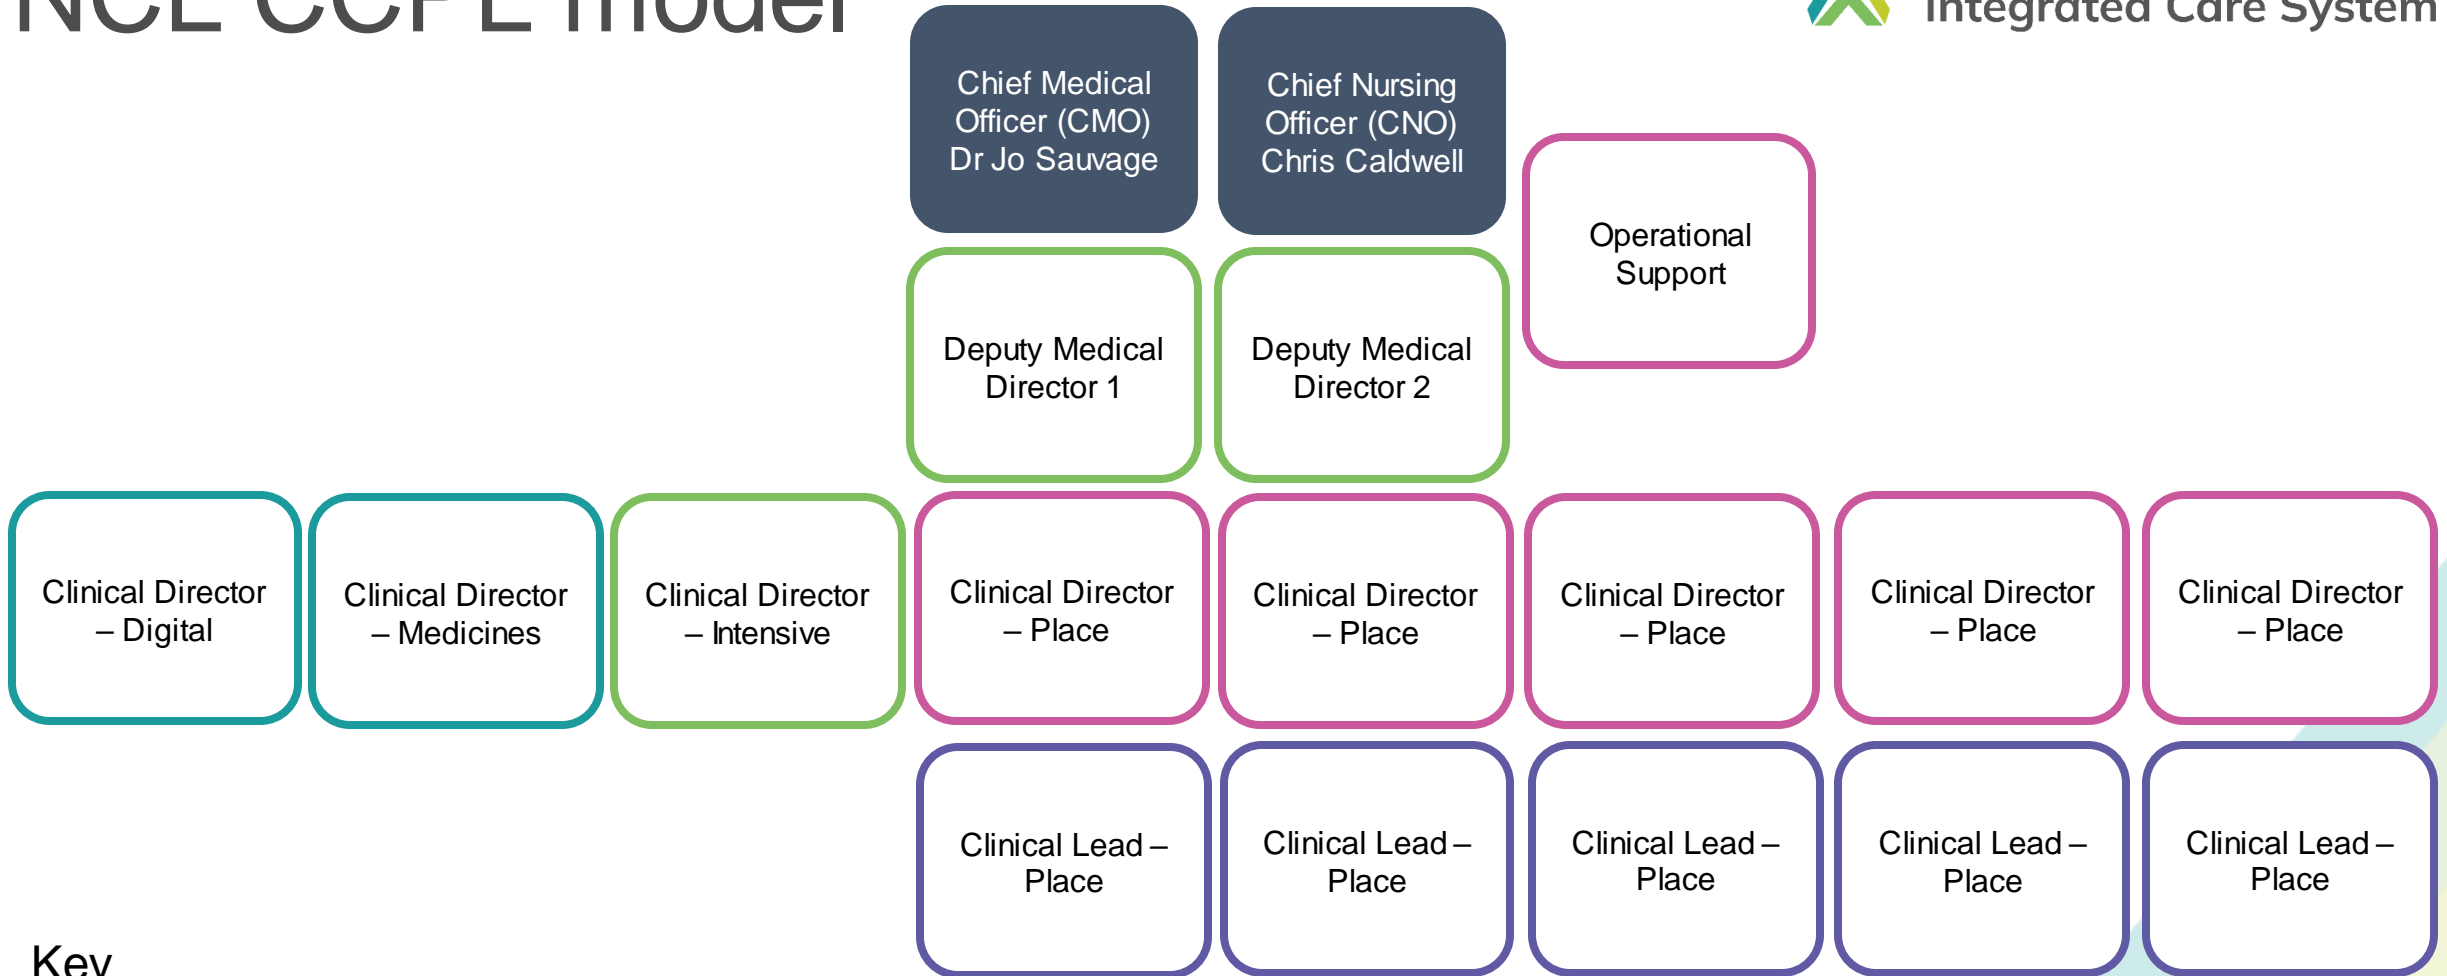 NCL CCPL model
Integrated Care System
Chief Medical
Officer (CMO)
Dr Jo Sauvage
Chief Nursing
Officer (CNO)
Chris Caldwell
Operational
Support
Deputy Medical
Director 1
Deputy Medical
Director 2
Clinical Director
– Digital
Clinical Director
– Medicines
Clinical Director
– Intensive
Clinical Director
– Place
Clinical Director
– Place
Clinical Director
– Place
Clinical Director
– Place
Clinical Director
– Place
Clinical Lead –
Place
Clinical Lead –
Place
Clinical Lead –
Place
Clinical Lead –
Place
Clinical Lead –
Place
Key